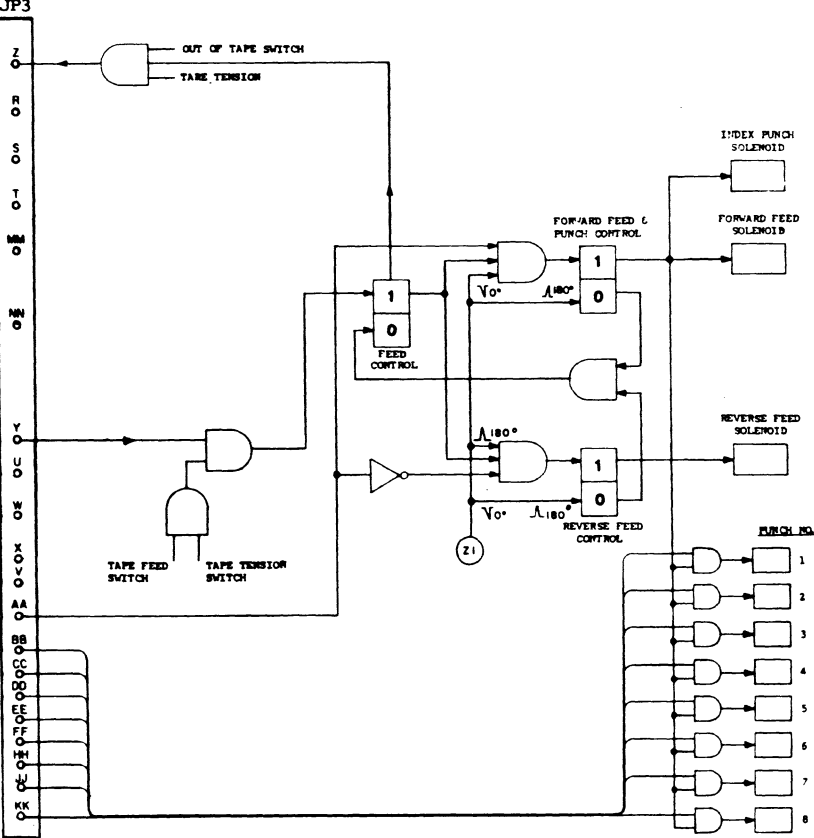 JP3
Z
OUT OF TAPE SWITCH
TAPE TENSION
R
S
INDEX PUNCH
SOLENOID
T
FORWARD FEED &
PUNCH CONTROL
FORWARD FEED
SOLENOID
MM
1
0° 180°
0
1
NN
0
FEED
CONTROL
Y
REVERSE FEED
SOLENOID
180°
U
1
0
W
0° 180°
REVERSE FEED
CONTROL
PUNCH NO.
Z1
X
V
TAPE FEED
SWITCH
TAPE TENSION
SWITCH
1
AA
2
BB
3
CC
DD
4
EE
5
FF
6
HH
JJ
7
KK
8